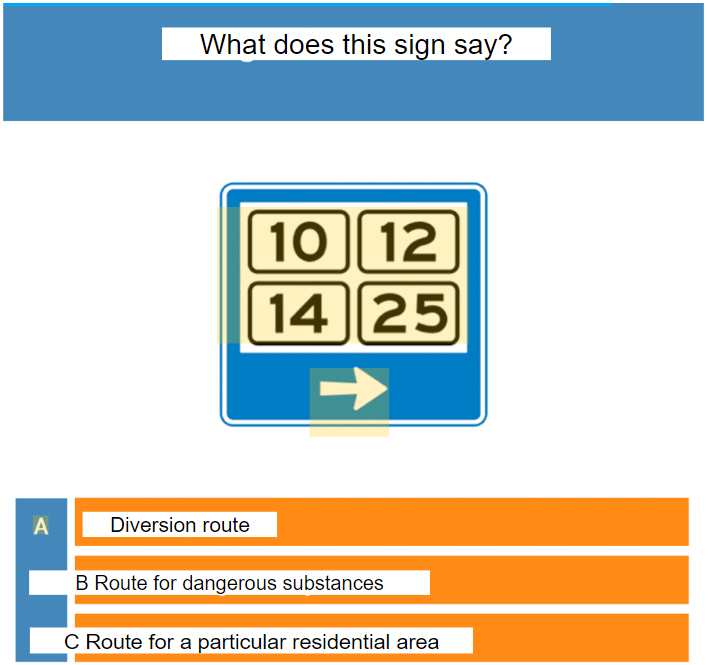 What does this sign say?
10 12
14 25
A Diversion route
B Route for dangerous substances
C Route for a particular residential area